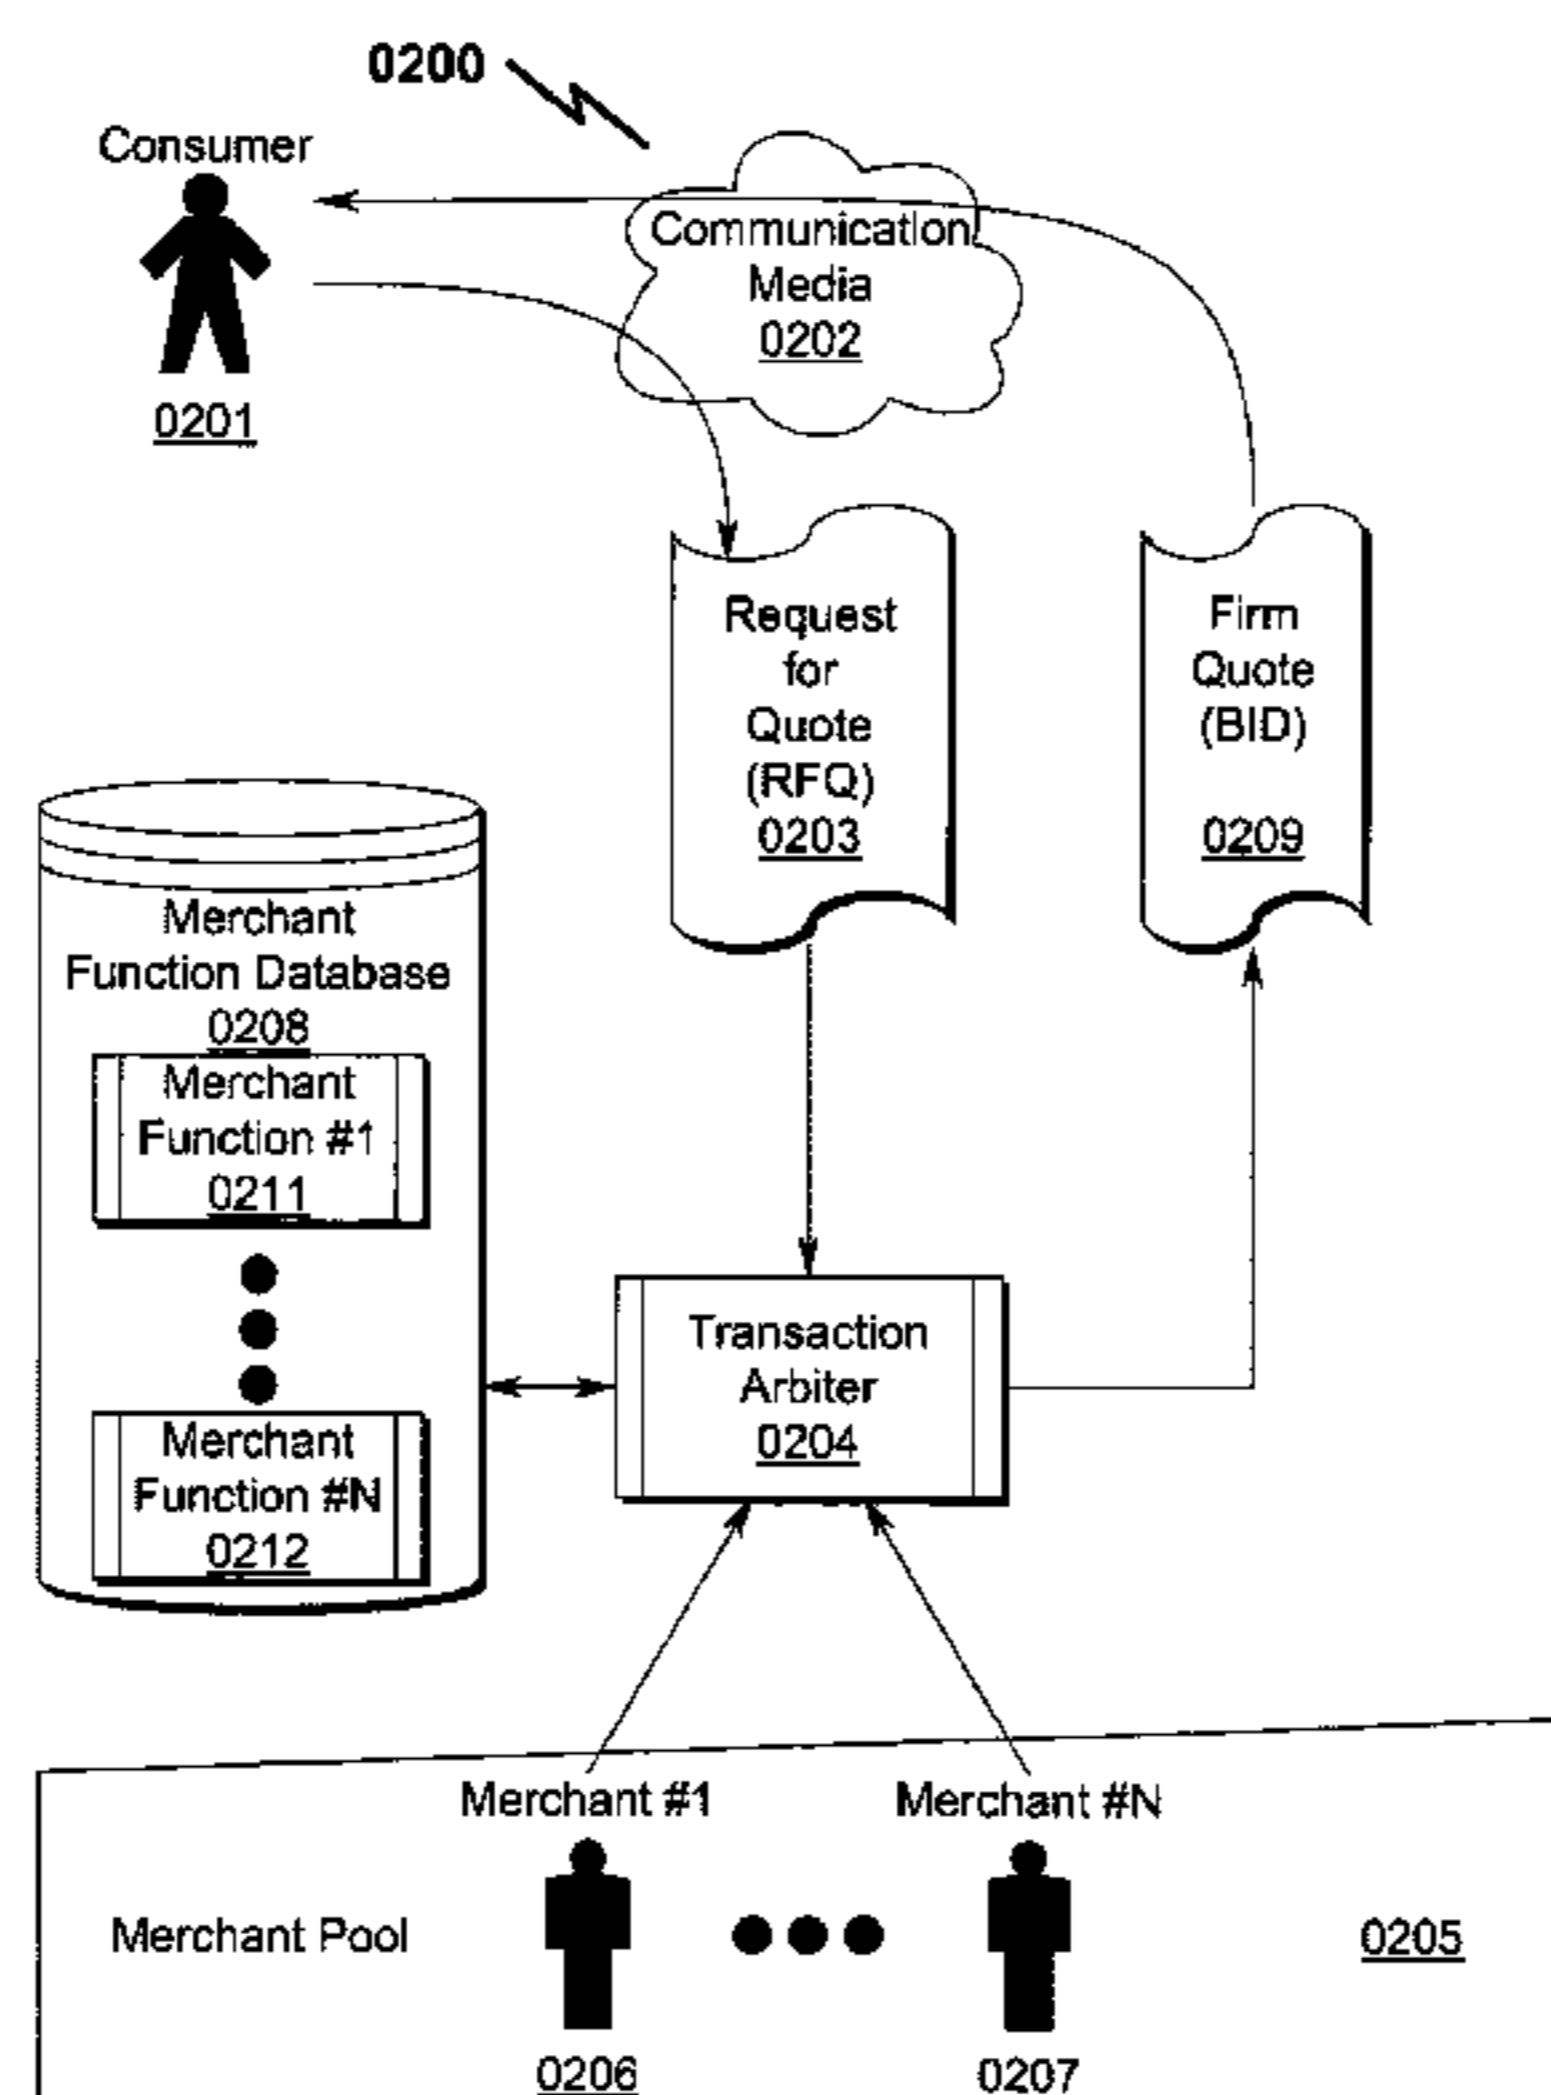 0200
Consumer
0201
Communication
Media
0202
Request
for
Quote
(RFQ)
0203
Firm
Quote
(BID)
0209
Merchant
Function Database
0208
Merchant
Function #1
0211
Merchant
Function #N
0212
Transaction
Arbiter
0204
Merchant #1
Merchant #N
Merchant Pool
0205
0206
0207